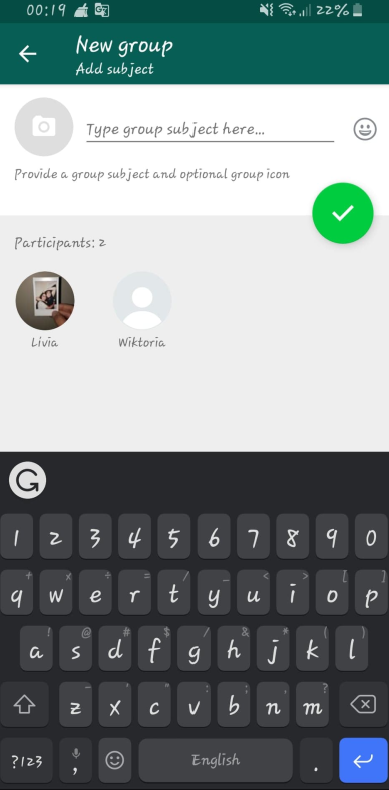 00:19 22%
New group
Add subject
Type group subject here...
Provide a group subject and optional group icon
Participants: 2
Lívia Wiktoria
G
1 2 3 4 5 6 7 8 9 0
+ × ÷ = / _ < > [ ]
q w e r t y u i o p
! @ # $ / & * ( )
a s d f g h j k l
- ' " : ; , ?
z x c v b n m
?123 , English .